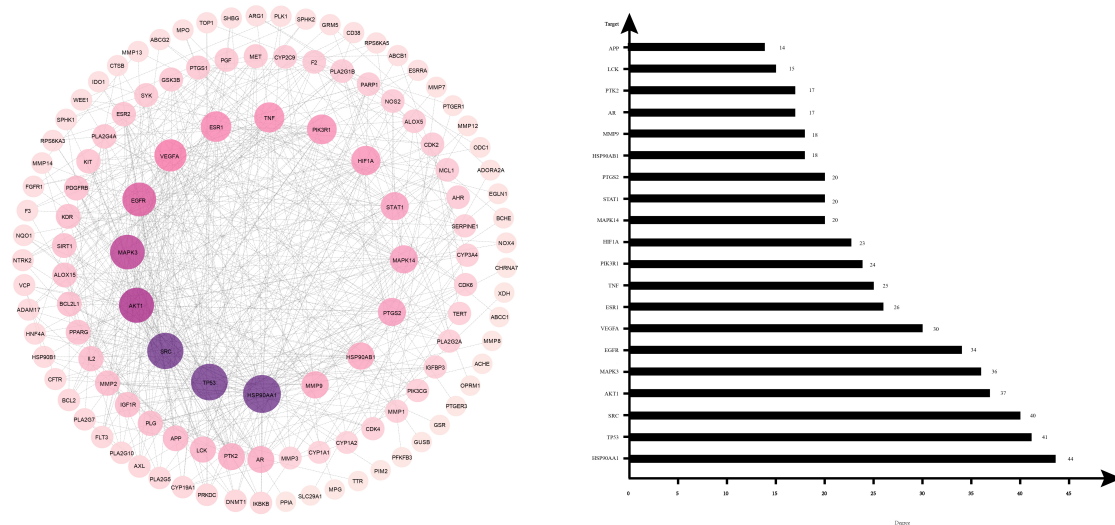 SHBG
ARG1
PLK1
SPHK2
GRM5
CD38
RPS6KA5
ABCB1
ESRRA
MMP7
PTGER1
MMP12
ODC1
ADORA2A
EGLN1
BCHE
NOX4
CHRNA7
XDH
ABCC1
MMP8
ACHE
OPRM1
PTGER3
GSR
GUSB
PFKFB3
PIM2
TTR
MPG
SLC29A1
PPIA
IKBKB
DNMT1
PRKDC
CYP19A1
PLA2G5
AXL
PLA2G10
FLT3
PLA2G7
BCL2
CFTR
HSP90B1
HNF4A
ADAM17
VCP
NTRK2
NQO1
F3
FGFR1
MMP14
RPS6KA3
SPHK1
WEE1
IDO1
CTSB
MMP13
ABCG2
MPO
TOP1
PGF
MET
CYP2C9
F2
PLA2G1B
PARP1
NOS2
ALOX5
CDK2
MCL1
AHR
SERPINE1
CYP3A4
CDK6
TERT
PLA2G2A
IGFBP3
PIK3CG
MMP1
CDK4
CYP1A2
CYP1A1
MMP3
AR
PTK2
LCK
APP
PLG
IGF1R
MMP2
IL2
PPARG
BCL2L1
ALOX15
SIRT1
KDR
PDGFRB
KIT
PLA2G4A
ESR2
SYK
GSK3B
PTGS1
TNF
PIK3R1
HIF1A
STAT1
MAPK14
PTGS2
HSP90AB1
MMP9
HSP90AA1
TP53
SRC
AKT1
MAPK3
EGFR
VEGFA
ESR1
Target
APP 14
LCK 15
PTK2 17
AR 17
MMP9 18
HSP90AB1 18
PTGS2 20
STAT1 20
MAPK14 20
HIF1A 23
PIK3R1 24
TNF 25
ESR1 26
VEGFA 30
EGFR 34
MAPK3 36
AKT1 37
SRC 40
TP53 41
HSP90AA1 44
0 5 10 15 20 25 30 35 40 45
Degree